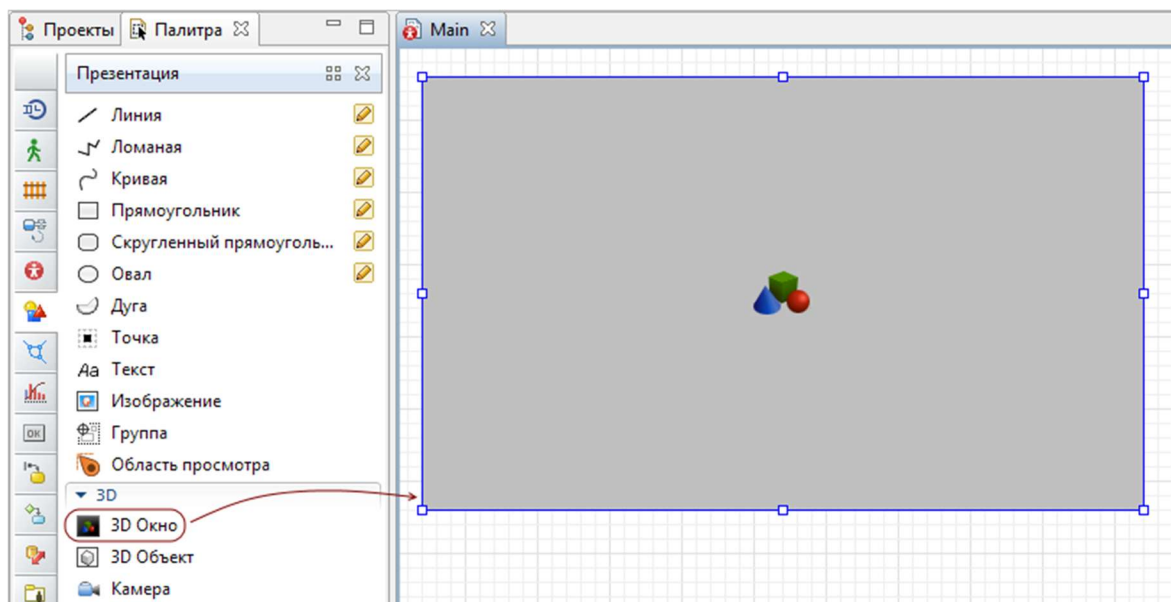 Проекты Палитра Main
Презентация
Линия
Ломаная
Кривая
Прямоугольник
Скругленный прямоуголь...
Овал
Дуга
Точка
Aa Текст
Изображение
Группа
OK
Область просмотра
3D
3D Окно
3D Объект
Камера